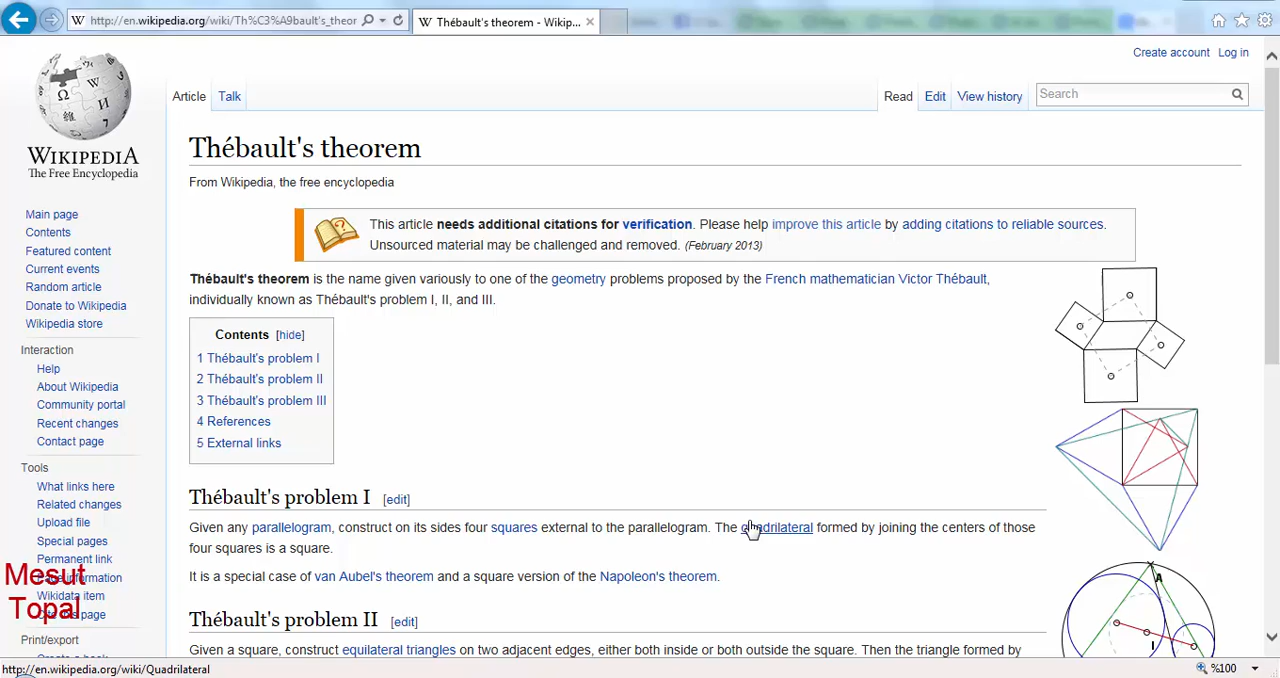 http://en.wikipedia.org/wiki/Th%C3%A9bault's_theor
Thébault's theorem - Wikip...
Create account Log in
WIKIPEDIA
The Free Encyclopedia
Article Talk
Read Edit View history
Search
Thébault's theorem
From Wikipedia, the free encyclopedia
This article needs additional citations for verification. Please help improve this article by adding citations to reliable sources.
Unsourced material may be challenged and removed. (February 2013)
Thébault's theorem is the name given variously to one of the geometry problems proposed by the French mathematician Victor Thébault,
individually known as Thébault's problem I, II, and III.
Contents [hide]
1 Thébault's problem I
2 Thébault's problem II
3 Thébault's problem III
4 References
5 External links
Thébault's problem I [edit]
Given any parallelogram, construct on its sides four squares external to the parallelogram. The quadrilateral formed by joining the centers of those
four squares is a square.
It is a special case of van Aubel's theorem and a square version of the Napoleon's theorem.
Thébault's problem II [edit]
Given a square, construct equilateral triangles on two adjacent edges, either both inside or both outside the square. Then the triangle formed by
A
I
Main page
Contents
Featured content
Current events
Random article
Donate to Wikipedia
Wikipedia store
Interaction
Help
About Wikipedia
Community portal
Recent changes
Contact page
Tools
What links here
Related changes
Upload file
Special pages
Permanent link
Page information
Wikidata item
Cite this page
Print/export
Mesut
Topal
http://en.wikipedia.org/wiki/Quadrilateral
%100